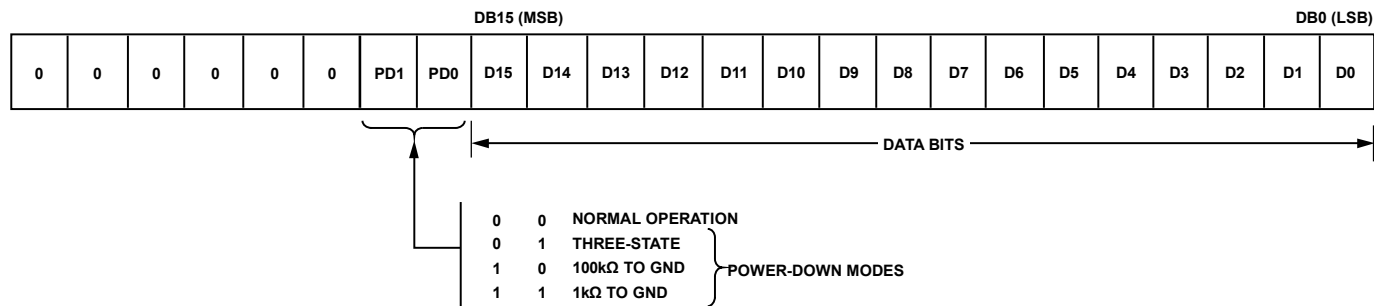 DB15 (MSB) DB0 (LSB)
0 0 0 0 0 0 PD1 PD0 D15 D14 D13 D12 D11 D10 D9 D8 D7 D6 D5 D4 D3 D2 D1 D0
DATA BITS
0 0 NORMAL OPERATION
0 1 THREE-STATE
1 0 100kΩ TO GND
POWER-DOWN MODES
1 1 1kΩ TO GND